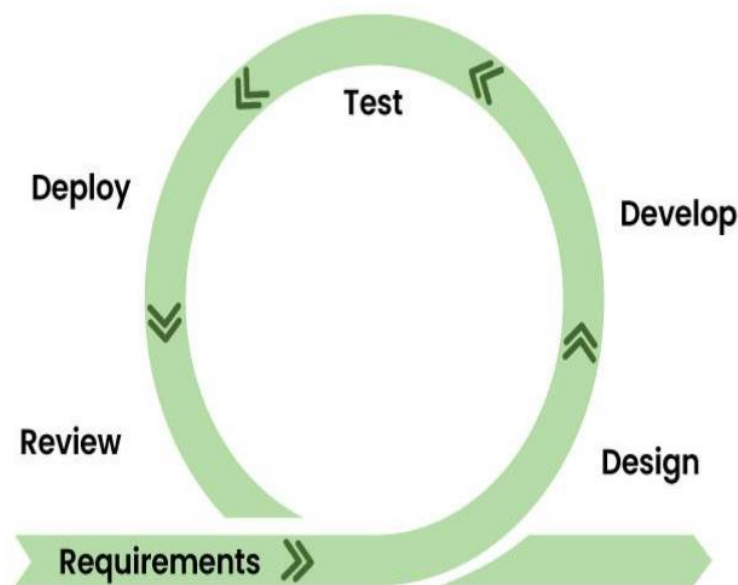 Test
Deploy
Develop
Review
Design
Requirements